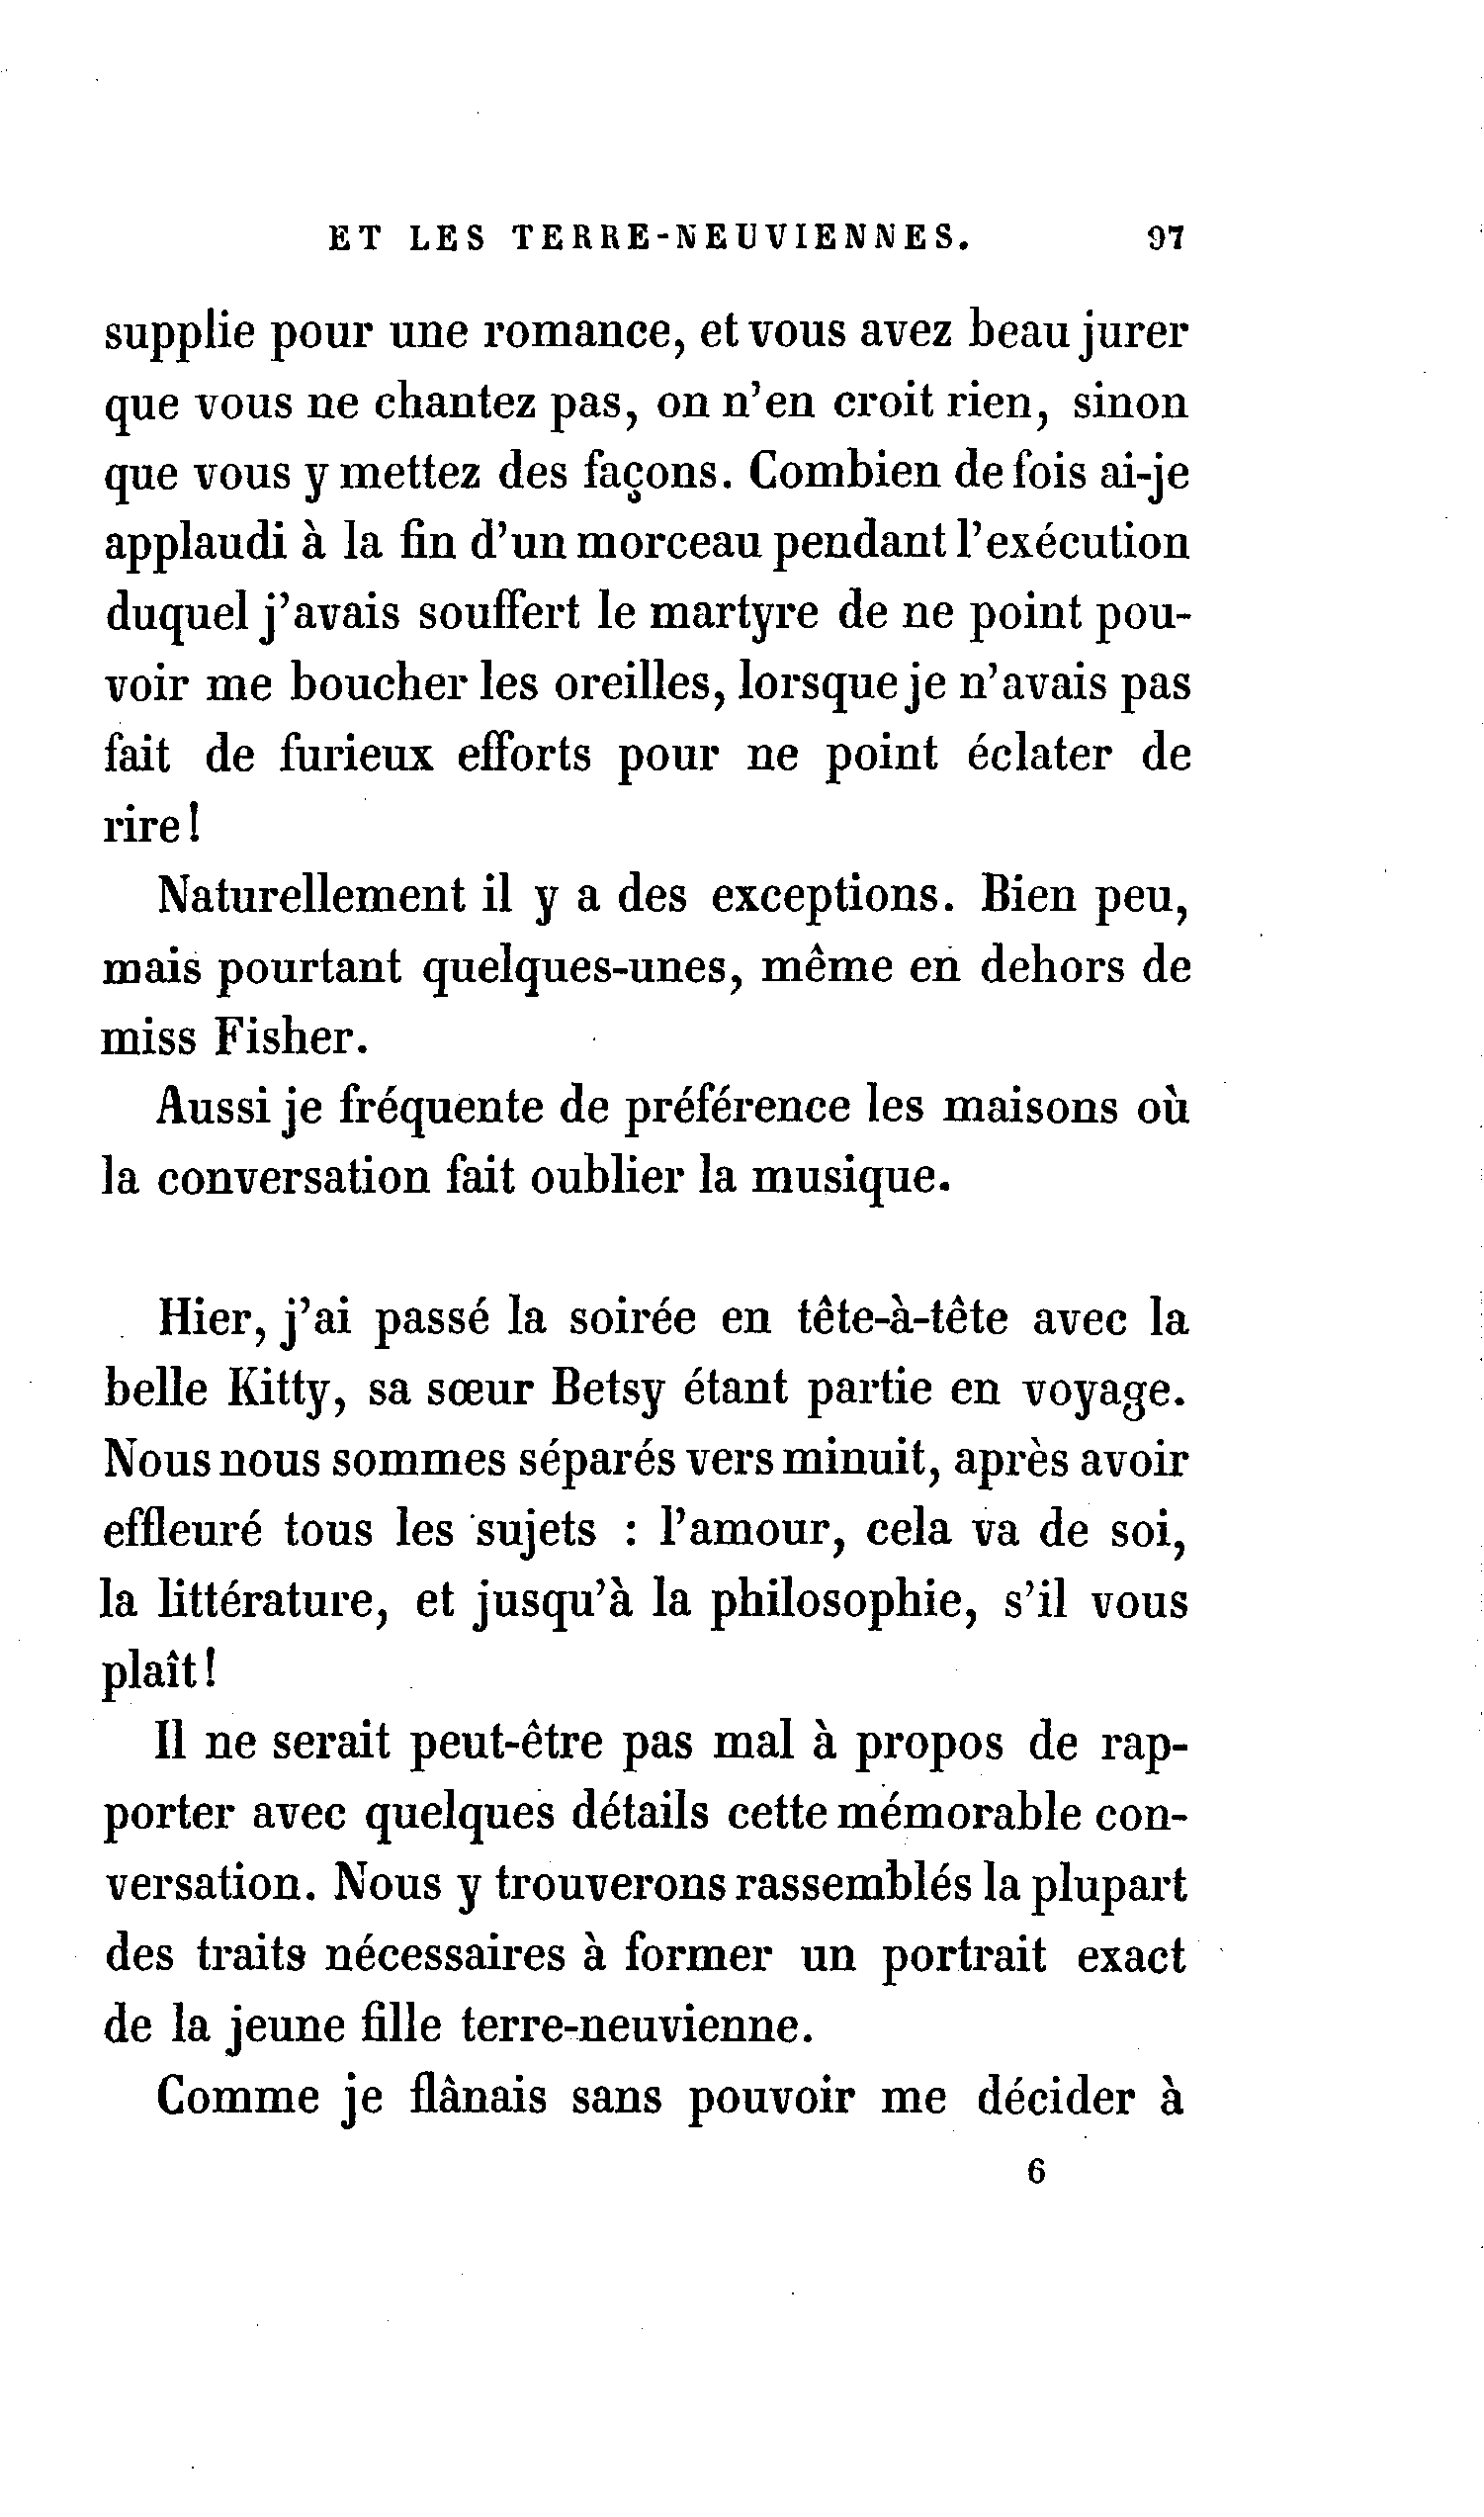 ET LES TERRE-NEUVIENNES. 97
supplie pour une romance, et vous avez beau jurer
que vous ne chantez pas, on n'en croit rien, sinon
que vous y mettez des façons. Combien de fois ai-je
applaudi à la fin d'un morceau pendant l'exécution
duquel j'avais souffert le martyre de ne point pou-
voir me boucher les oreilles, lorsque je n'avais pas
fait de furieux efforts pour ne point éclater de
rire!
Naturellement il y a des exceptions. Bien peu,
mais pourtant quelques-unes, même en dehors de
miss Fisher.
Aussi je fréquente de préférence les maisons où
la conversation fait oublier la musique.
Hier, j'ai passé la soirée en tête-à-tête avec la
belle Kitty, sa sœur Betsy étant partie en voyage.
Nous nous sommes séparés vers minuit, après avoir
effleuré tous les sujets : l'amour, cela va de soi,
la littérature, et jusqu'à la philosophie, s'il vous
plaît!
Il ne serait peut-être pas mal à propos de rap-
porter avec quelques détails cette mémorable con-
versation. Nous y trouverons rassemblés la plupart
des traits nécessaires à former un portrait exact
de la jeune fille terre-neuvienne.
Comme je flânais sans pouvoir me décider à
6